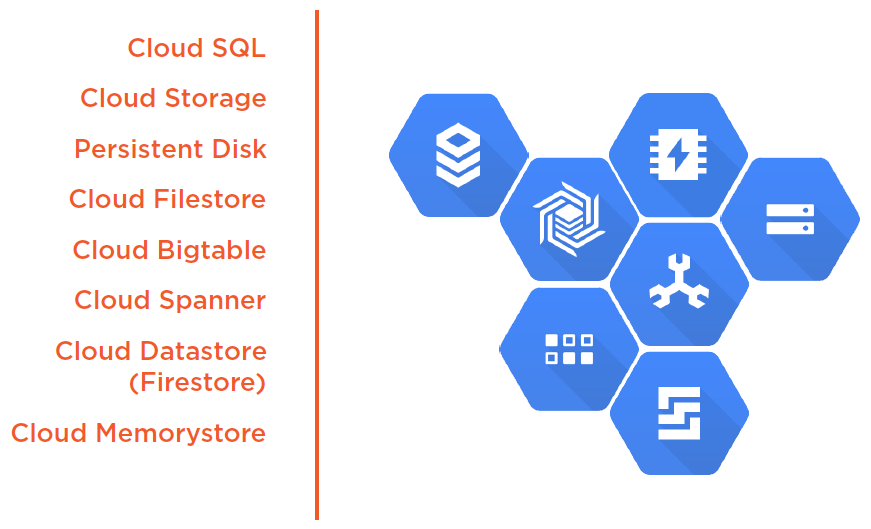 Cloud SQL
Cloud Storage
Persistent Disk
Cloud Filestore
Cloud Bigtable
Cloud Spanner
Cloud Datastore
(Firestore)
Cloud Memorystore